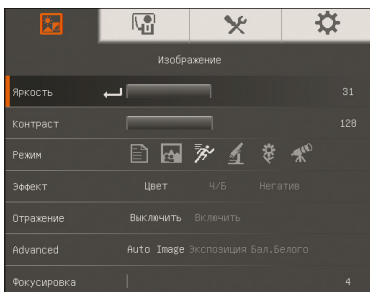 Изображение
Яркость 31
Контраст 128
Режим
Эффект Цвет Ч/Б Негатив
Отражение Выключить Включить
Advanced Auto Image Экспозиция Бал.Белого
Фокусировка 4